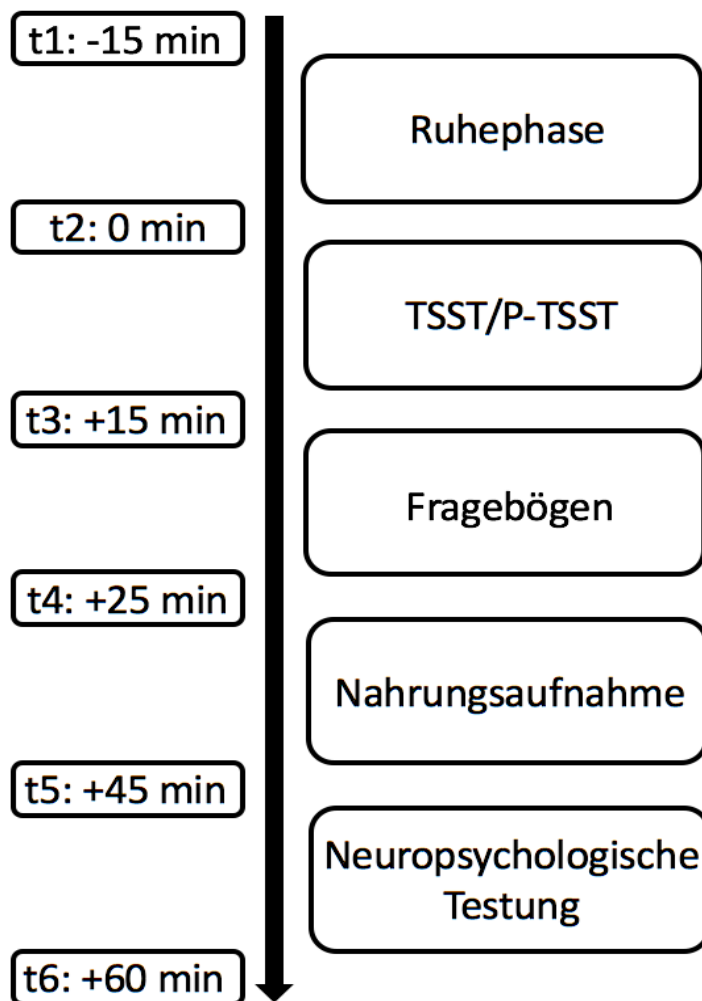 t1: -15 min
Ruhephase
t2: 0 min
TSST/P-TSST
t3: +15 min
Fragebögen
t4: +25 min
Nahrungsaufnahme
t5: +45 min
Neuropsychologische
Testung
t6: +60 min